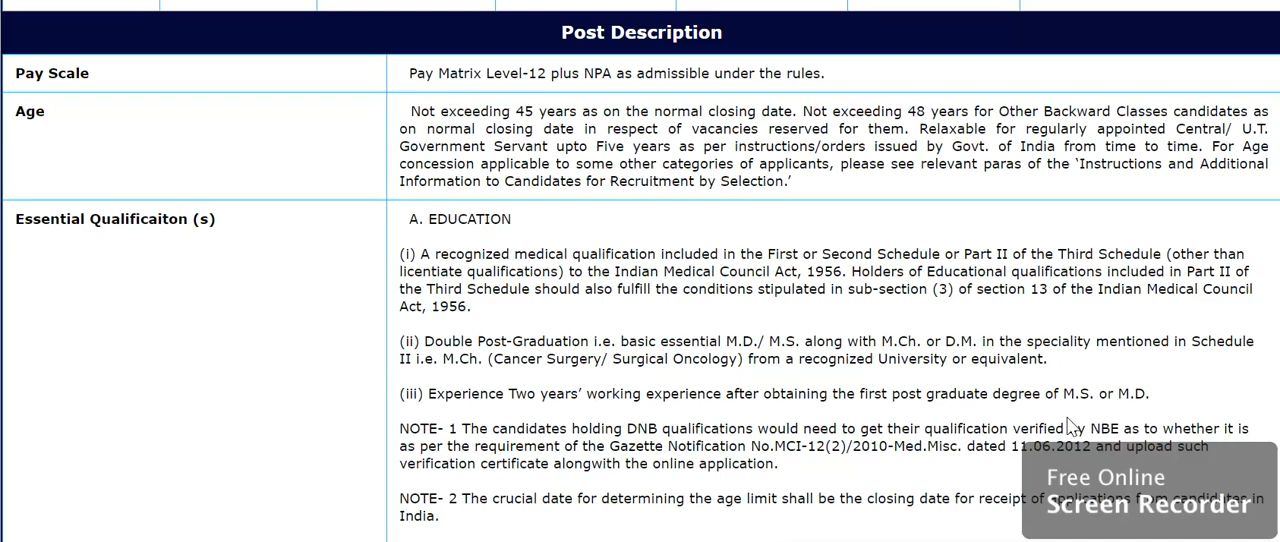 Post Description
Pay Scale
Pay Matrix Level-12 plus NPA as admissible under the rules.
Age
Not exceeding 45 years as on the normal closing date. Not exceeding 48 years for Other Backward Classes candidates as
on normal closing date in respect of vacancies reserved for them. Relaxable for regularly appointed Central/ U.T.
Government Servant upto Five years as per instructions/orders issued by Govt. of India from time to time. For Age
concession applicable to some other categories of applicants, please see relevant paras of the ‘Instructions and Additional
Information to Candidates for Recruitment by Selection.’
Essential Qualificaiton (s)
A. EDUCATION
(i) A recognized medical qualification included in the First or Second Schedule or Part II of the Third Schedule (other than
licentiate qualifications) to the Indian Medical Council Act, 1956. Holders of Educational qualifications included in Part II of
the Third Schedule should also fulfill the conditions stipulated in sub-section (3) of section 13 of the Indian Medical Council
Act, 1956.
(ii) Double Post-Graduation i.e. basic essential M.D./ M.S. along with M.Ch. or D.M. in the speciality mentioned in Schedule
II i.e. M.Ch. (Cancer Surgery/ Surgical Oncology) from a recognized University or equivalent.
(iii) Experience Two years’ working experience after obtaining the first post graduate degree of M.S. or M.D.
NOTE- 1 The candidates holding DNB qualifications would need to get their qualification verified by NBE as to whether it is
as per the requirement of the Gazette Notification No.MCI-12(2)/2010-Med.Misc. dated 11.06.2012 and upload such
verification certificate alongwith the online application.
NOTE- 2 The crucial date for determining the age limit shall be the closing date for receipt of applications from candidates in
India.
Free Online
Screen Recorder